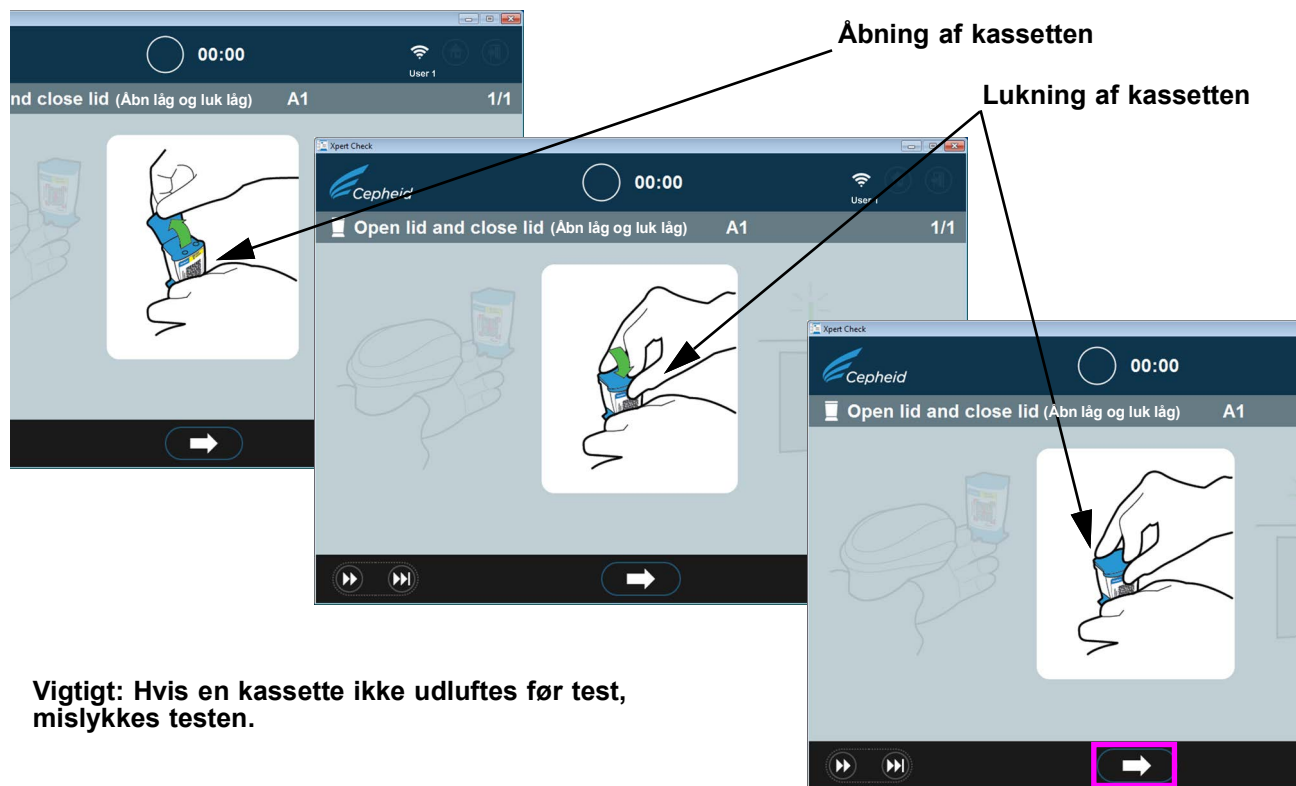 Åbning af kassetten
Lukning af kassetten
00:00
User 1
nd close lid (Åbn låg og luk låg) A1 1/1
Xpert Check
Cepheid
00:00
User 1
Open lid and close lid (Åbn låg og luk låg) A1 1/1
Xpert Check
Cepheid
00:00
Open lid and close lid (Åbn låg og luk låg) A1
Vigtigt: Hvis en kassette ikke udluftes før test,
mislykkes testen.